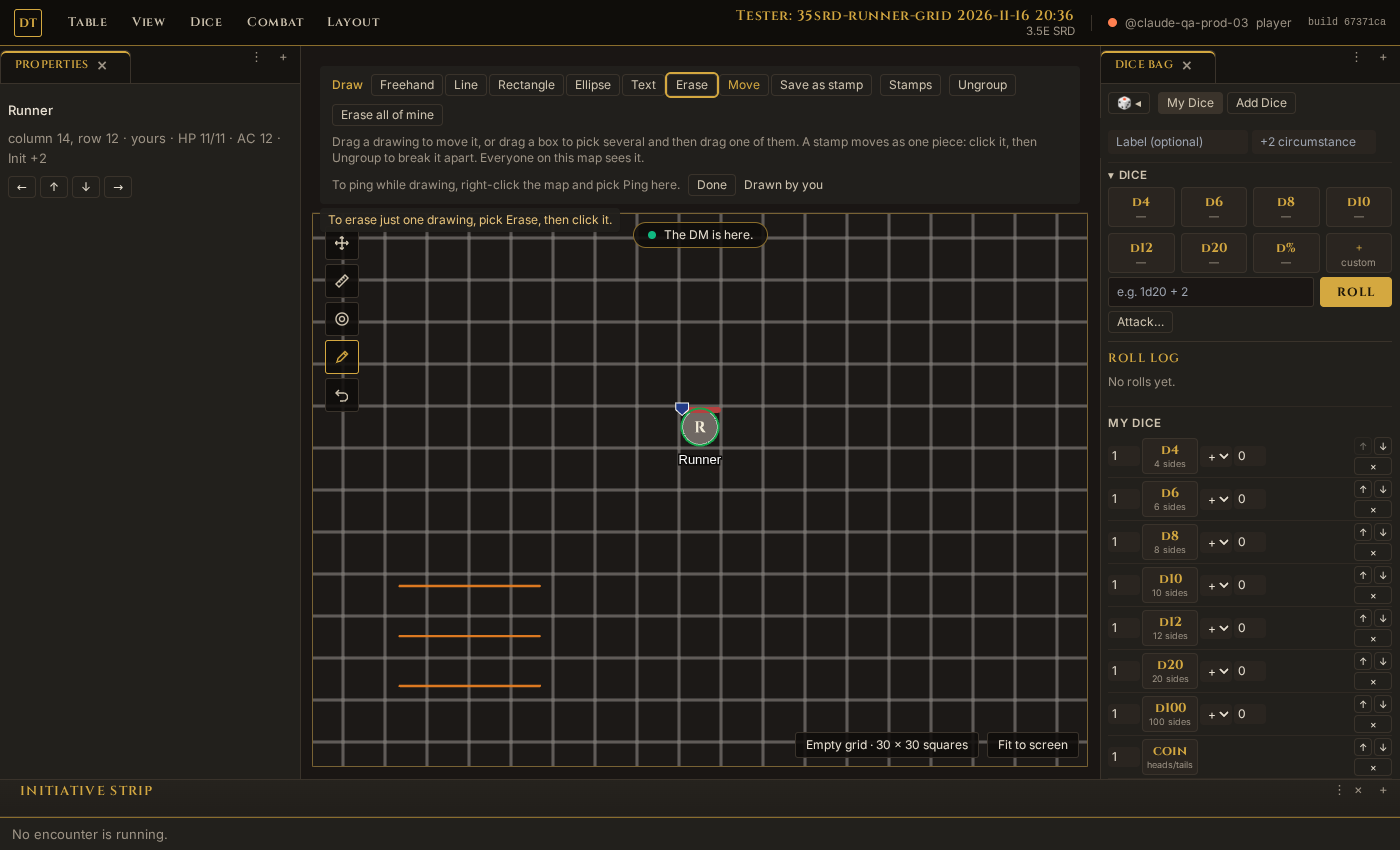 DT
TABLE
VIEW
DICE
COMBAT
LAYOUT
TESTER: 35SRD-RUNNER-GRID 2026-11-16 20:36
3.5E SRD
@claude-qa-prod-03 player
build 67371ca
PROPERTIES
Runner
column 14, row 12 · yours · HP 11/11 · AC 12 ·
Init +2
Draw
Freehand
Line
Rectangle
Ellipse
Text
Erase
Move
Save as stamp
Stamps
Ungroup
Erase all of mine
Drag a drawing to move it, or drag a box to pick several and then drag one of them. A stamp moves as one piece: click it, then
Ungroup to break it apart. Everyone on this map sees it.
To ping while drawing, right-click the map and pick Ping here.
Done
Drawn by you
To erase just one drawing, pick Erase, then click it.
The DM is here.
R
Runner
Empty grid · 30 × 30 squares
Fit to screen
DICE BAG
My Dice
Add Dice
Label (optional)
+2 circumstance
▾ DICE
D4
—
D6
—
D8
—
D10
—
D12
—
D20
—
D%
—
+
custom
e.g. 1d20 + 2
ROLL
Attack...
ROLL LOG
No rolls yet.
MY DICE
1 D4 + 0
4 sides
1 D6 + 0
6 sides
1 D8 + 0
8 sides
1 D10 + 0
10 sides
1 D12 + 0
12 sides
1 D20 + 0
20 sides
1 D100 + 0
100 sides
1 COIN
heads/tails
INITIATIVE STRIP
No encounter is running.